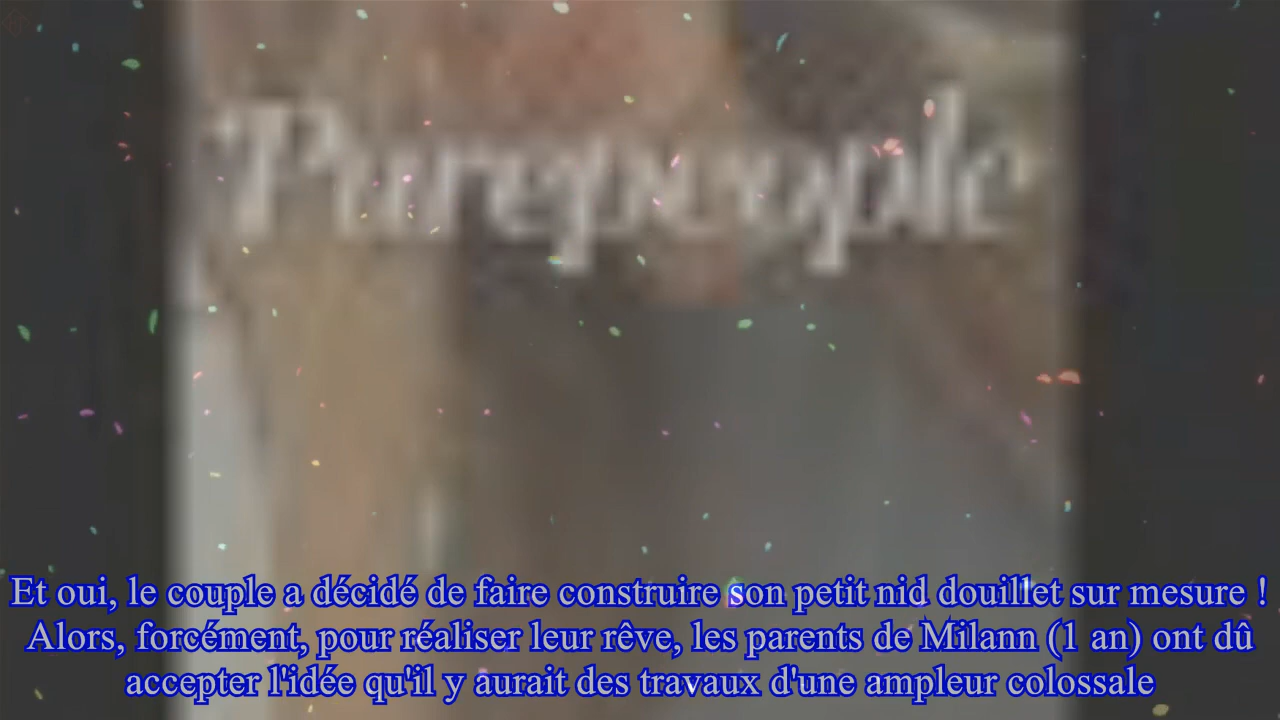 Purepeople
Et oui, le couple a décidé de faire construire son petit nid douillet sur mesure !
Alors, forcément, pour réaliser leur rêve, les parents de Milann (1 an) ont dû
accepter l'idée qu'il y aurait des travaux d'une ampleur colossale